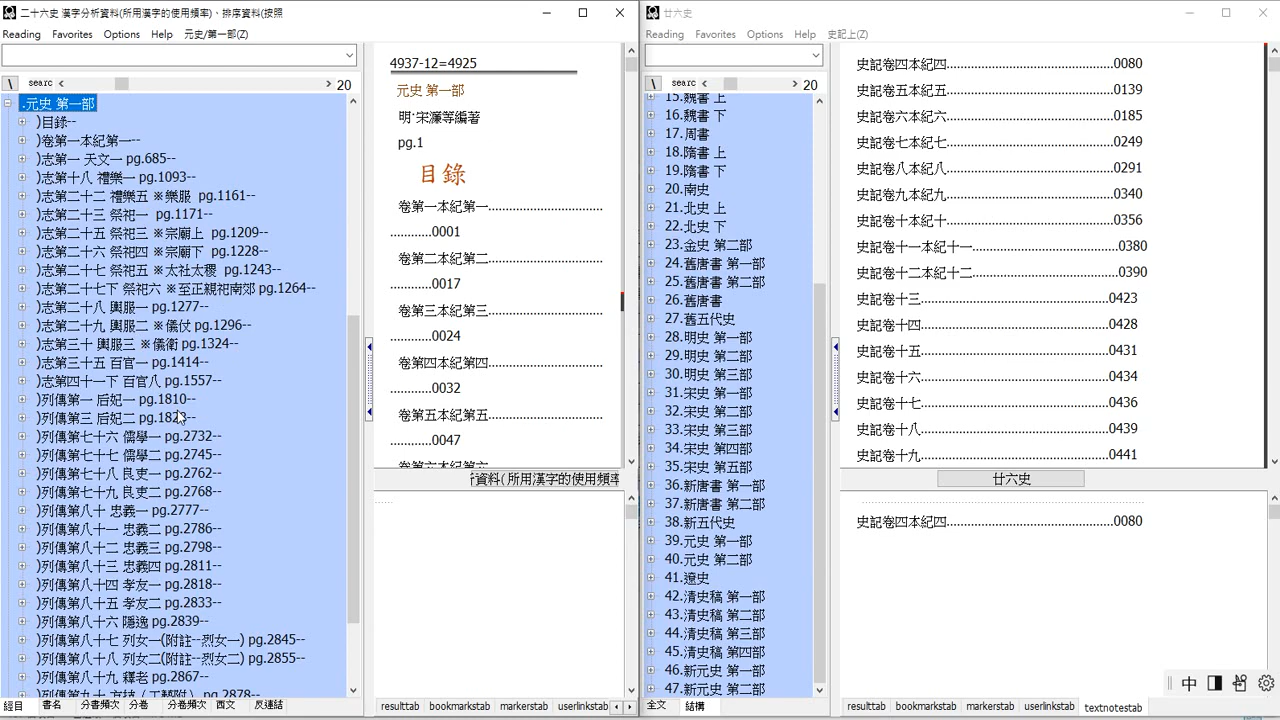 二十六史 漢字分析資料(所用漢字的使用頻率)、排序資料(按照
Reading Favorites Options Help 元史/第一部(Z)
\ searc < > 20
.元史 第一部
)目錄--
)卷第一本紀第一--
)志第一 天文一 pg.685--
)志第十八 禮樂一 pg.1093--
)志第二十二 禮樂五 ※樂服 pg.1161--
)志第二十三 祭祀一 pg.1171--
)志第二十五 祭祀三 ※宗廟上 pg.1209--
)志第二十六 祭祀四 ※宗廟下 pg.1228--
)志第二十七 祭祀五 ※太社太稷 pg.1243--
)志第二十七下 祭祀六 ※至正親祀南郊 pg.1264--
)志第二十八 輿服一 pg.1277--
)志第二十九 輿服二 ※儀仗 pg.1296--
)志第三十 輿服三 ※儀衛 pg.1324--
)志第三十五 百官一 pg.1414--
)志第四十一下 百官八 pg.1557--
)列傳第一 后妃一 pg.1810--
)列傳第三 后妃二 pg.182 --
)列傳第七十六 儒學一 pg.2732--
)列傳第七十七 儒學二 pg.2745--
)列傳第七十八 良吏一 pg.2762--
)列傳第七十九 良吏二 pg.2768--
)列傳第八十 忠義一 pg.2777--
)列傳第八十一 忠義二 pg.2786--
)列傳第八十二 忠義三 pg.2798--
)列傳第八十三 忠義四 pg.2811--
)列傳第八十四 孝友一 pg.2818--
)列傳第八十五 孝友二 pg.2833--
)列傳第八十六 隱逸 pg.2839--
)列傳第八十七 列女一(附註--烈女一) pg.2845--
)列傳第八十八 列女二(附註--烈女二) pg.2855--
)列傳第八十九 釋老 pg.2867--
)列傳第九十 方技（工藝附） pg.2878--
經目 書名 分書頻次 分卷 分卷頻次 西文 反連結
4937-12=4925
元史 第一部
明·宋濂等編著
pg.1
目錄
卷第一本紀第一..........................
............0001
卷第二本紀第二..........................
............0017
卷第三本紀第三..........................
............0024
卷第四本紀第四..........................
............0032
卷第五本紀第五..........................
............0047
卷第六本紀第六..........................
資料(所用漢字的使用頻率
......
resulttab bookmarkstab markerstab userlinkstab
廿六史
Reading Favorites Options Help 史記上(Z)
\ searc < > 20
15.魏書 上
16.魏書 下
17.周書
18.隋書 上
19.隋書 下
20.南史
21.北史 上
22.北史 下
23.金史 第二部
24.舊唐書 第一部
25.舊唐書 第二部
26.舊唐書
27.舊五代史
28.明史 第一部
29.明史 第二部
30.明史 第三部
31.宋史 第一部
32.宋史 第二部
33.宋史 第三部
34.宋史 第四部
35.宋史 第五部
36.新唐書 第一部
37.新唐書 第二部
38.新五代史
39.元史 第一部
40.元史 第二部
41.遼史
42.清史稿 第一部
43.清史稿 第二部
44.清史稿 第三部
45.清史稿 第四部
46.新元史 第一部
47.新元史 第二部
全文 結構
史記卷四本紀四.........................................0080
史記卷五本紀五.........................................0139
史記卷六本紀六.........................................0185
史記卷七本紀七.........................................0249
史記卷八本紀八.........................................0291
史記卷九本紀九.........................................0340
史記卷十本紀十.........................................0356
史記卷十一本紀十一....................................0380
史記卷十二本紀十二....................................0390
史記卷十三..............................................0423
史記卷十四..............................................0428
史記卷十五..............................................0431
史記卷十六..............................................0434
史記卷十七..............................................0436
史記卷十八..............................................0439
史記卷十九..............................................0441
廿六史
史記卷四本紀四.........................................0080
中
resulttab bookmarkstab markerstab userlinkstab textnotestab